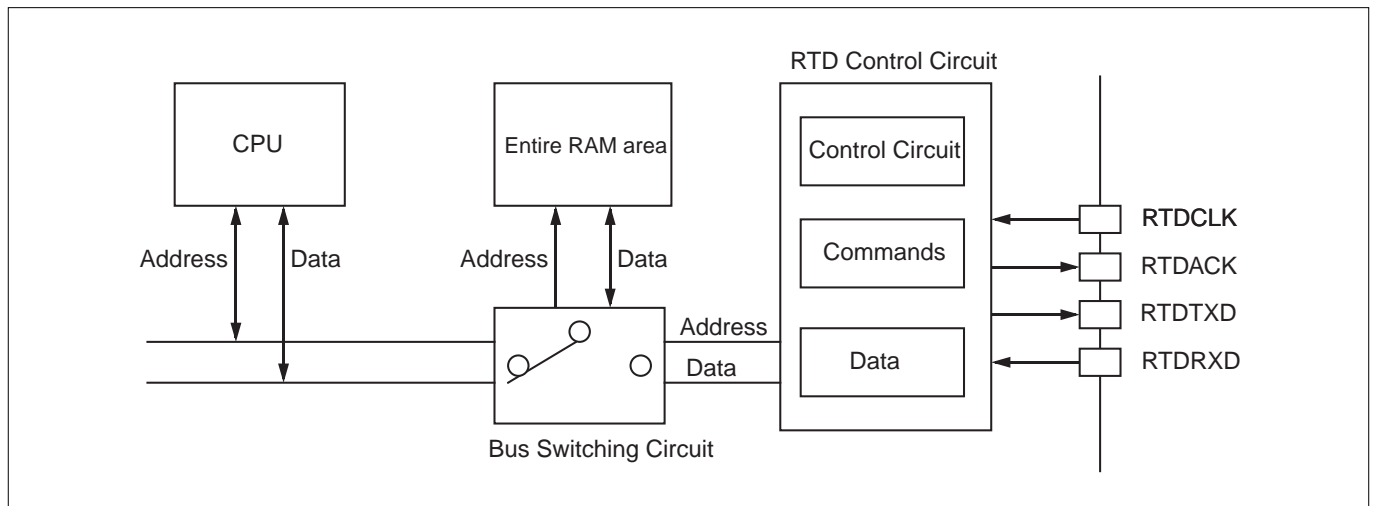 RTD Control Circuit
CPU
Entire RAM area
Control Circuit
RTDCLK
Address
Data
Address
Data
Commands
RTDACK
RTDTXD
Address
Data
Data
RTDRXD
Bus Switching Circuit